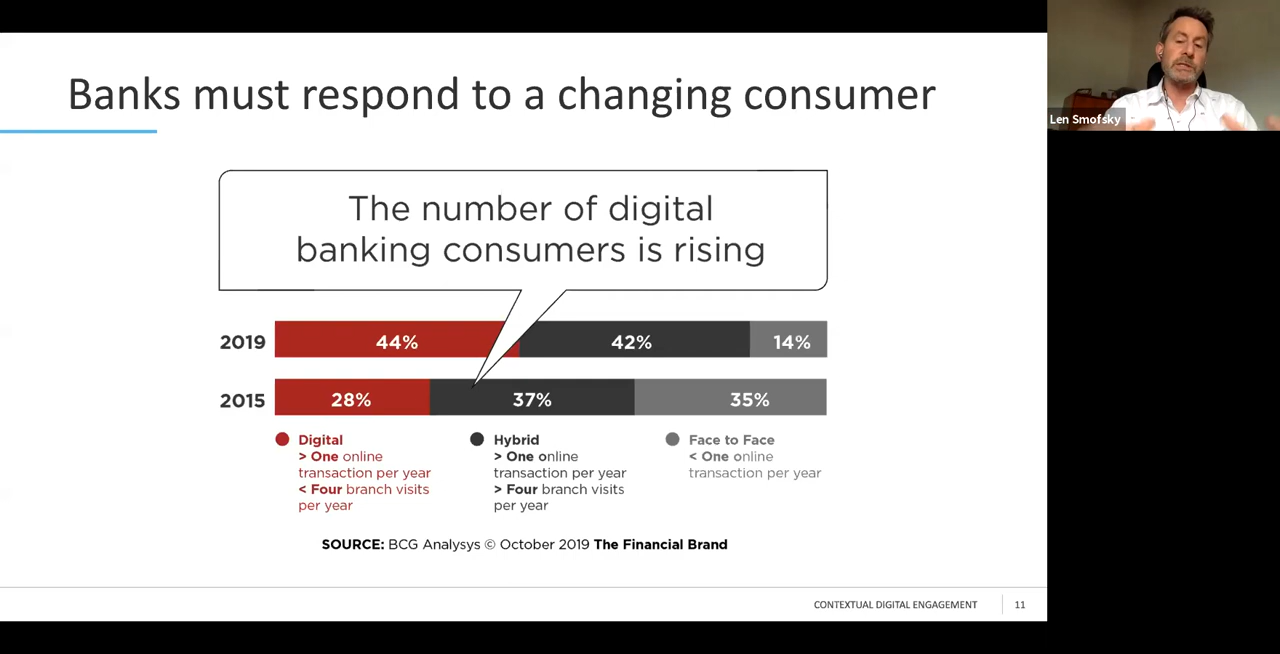 Banks must respond to a changing consumer
Len Smofsky
The number of digital
banking consumers is rising
2019 44% 42% 14%
2015 28% 37% 35%
Digital
> One online
transaction per year
< Four branch visits
per year
Hybrid
> One online
transaction per year
> Four branch visits
per year
Face to Face
< One online
transaction per year
SOURCE: BCG Analysys © October 2019 The Financial Brand
CONTEXTUAL DIGITAL ENGAGEMENT 11